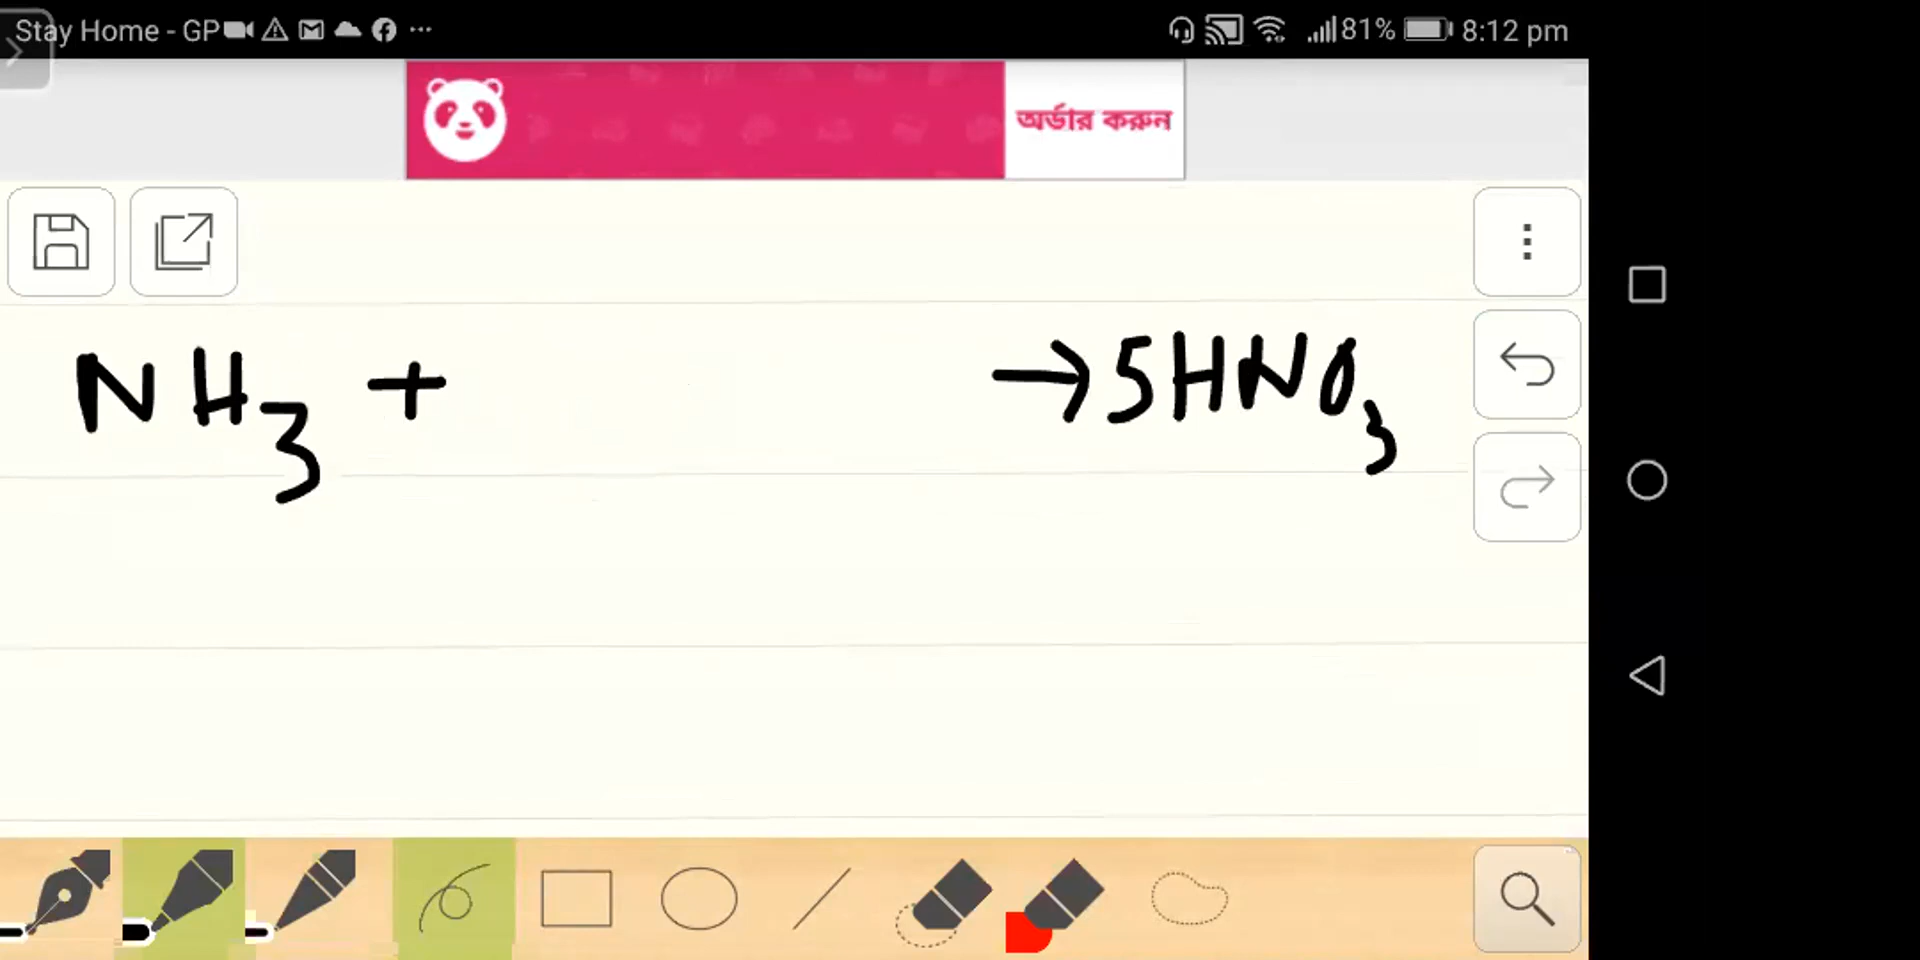 Stay Home - GP 81% 8:12 pm
অর্ডার করুন
NH₃ + → 5HNO₃